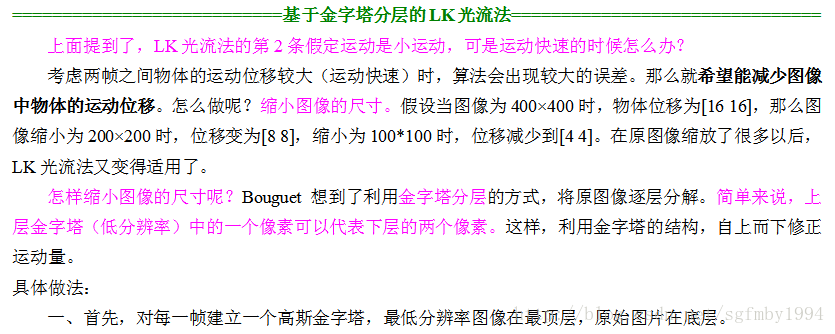 ==========================基于金字塔分层的LK光流法==============================
上面提到了，LK光流法的第2条假定运动是小运动，可是运动快速的时候怎么办？
考虑两帧之间物体的运动位移较大（运动快速）时，算法会出现较大的误差。那么就希望能减少图像
中物体的运动位移。怎么做呢？缩小图像的尺寸。假设当图像为400×400时，物体位移为[16 16]，那么图
像缩小为200×200时，位移变为[8 8]，缩小为100*100时，位移减少到[4 4]。在原图像缩放了很多以后，
LK光流法又变得适用了。
怎样缩小图像的尺寸呢？Bouguet 想到了利用金字塔分层的方式，将原图像逐层分解。简单来说，上
层金字塔（低分辨率）中的一个像素可以代表下层的两个像素。这样，利用金字塔的结构，自上而下修正
运动量。
具体做法：
一、首先，对每一帧建立一个高斯金字塔，最低分辨率图像在最顶层，原始图片在底层。